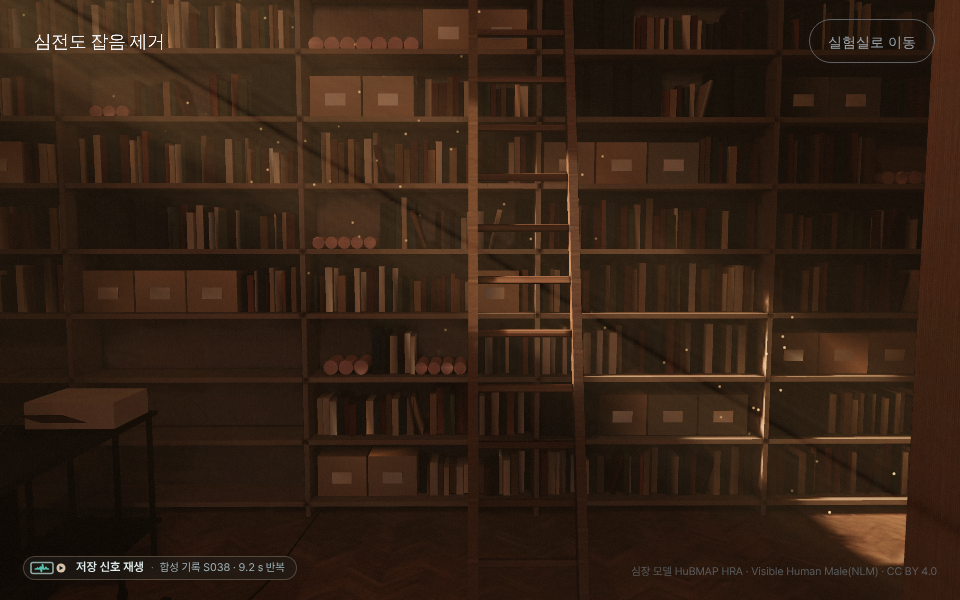 심전도 잡음 제거
실험실로 이동
저장 신호 재생 · 합성 기록 S038 · 9.2 s 반복
심장 모델 HuBMAP HRA · Visible Human Male(NLM) · CC BY 4.0